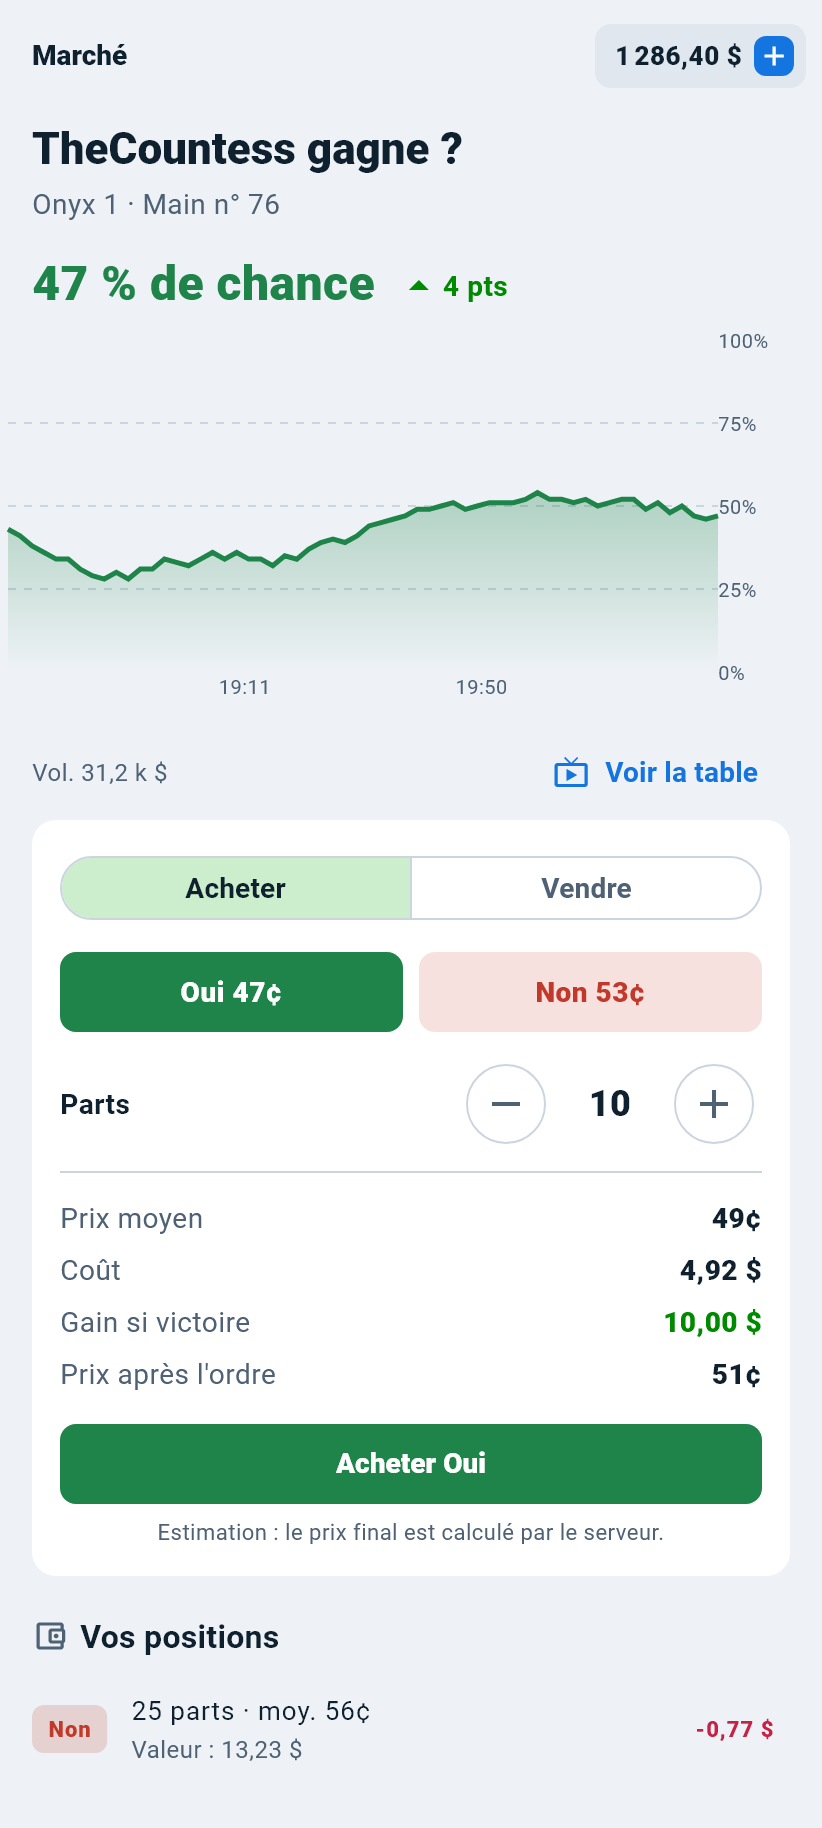 Marché
1 286,40 $
TheCountess gagne ?
Onyx 1 · Main n° 76
47 % de chance
4 pts
100%
75%
50%
25%
0%
19:11 19:50
Vol. 31,2 k $
Voir la table
Acheter
Vendre
Oui 47¢
Non 53¢
Parts
10
Prix moyen 49¢
Coût 4,92 $
Gain si victoire 10,00 $
Prix après l'ordre 51¢
Acheter Oui
Estimation : le prix final est calculé par le serveur.
Vos positions
Non
25 parts · moy. 56¢
Valeur : 13,23 $
-0,77 $